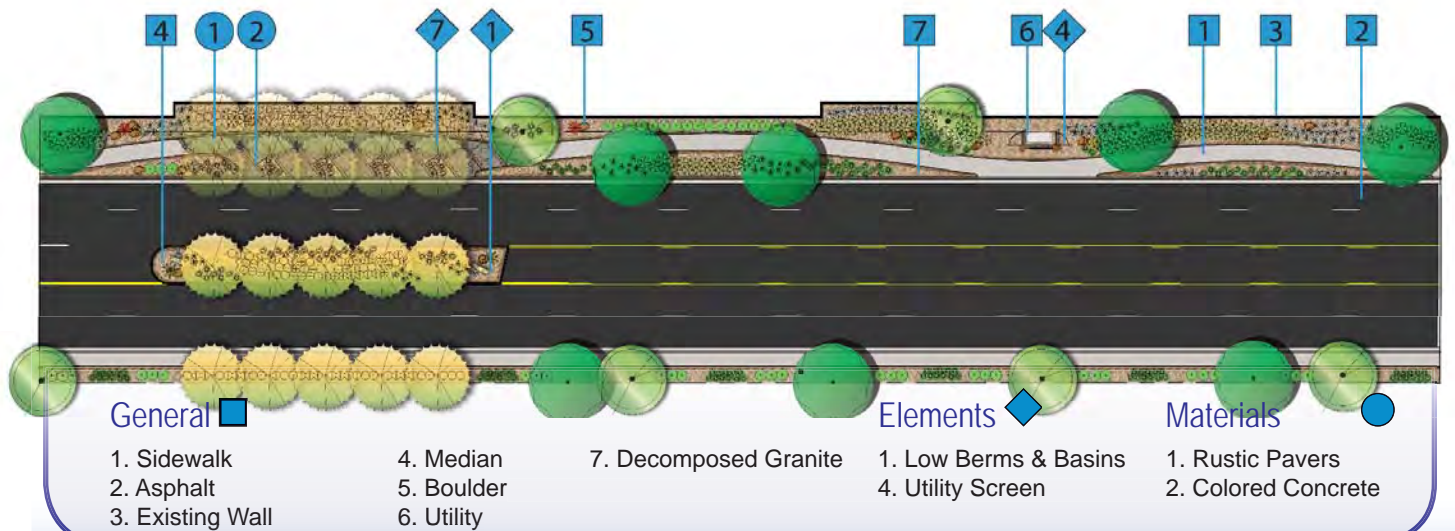 4 1 2 7 1 5 7 6 4 1 3 2
General Elements Materials
1. Sidewalk 4. Median 7. Decomposed Granite 1. Low Berms & Basins 1. Rustic Pavers
2. Asphalt 5. Boulder 4. Utility Screen 2. Colored Concrete
3. Existing Wall 6. Utility